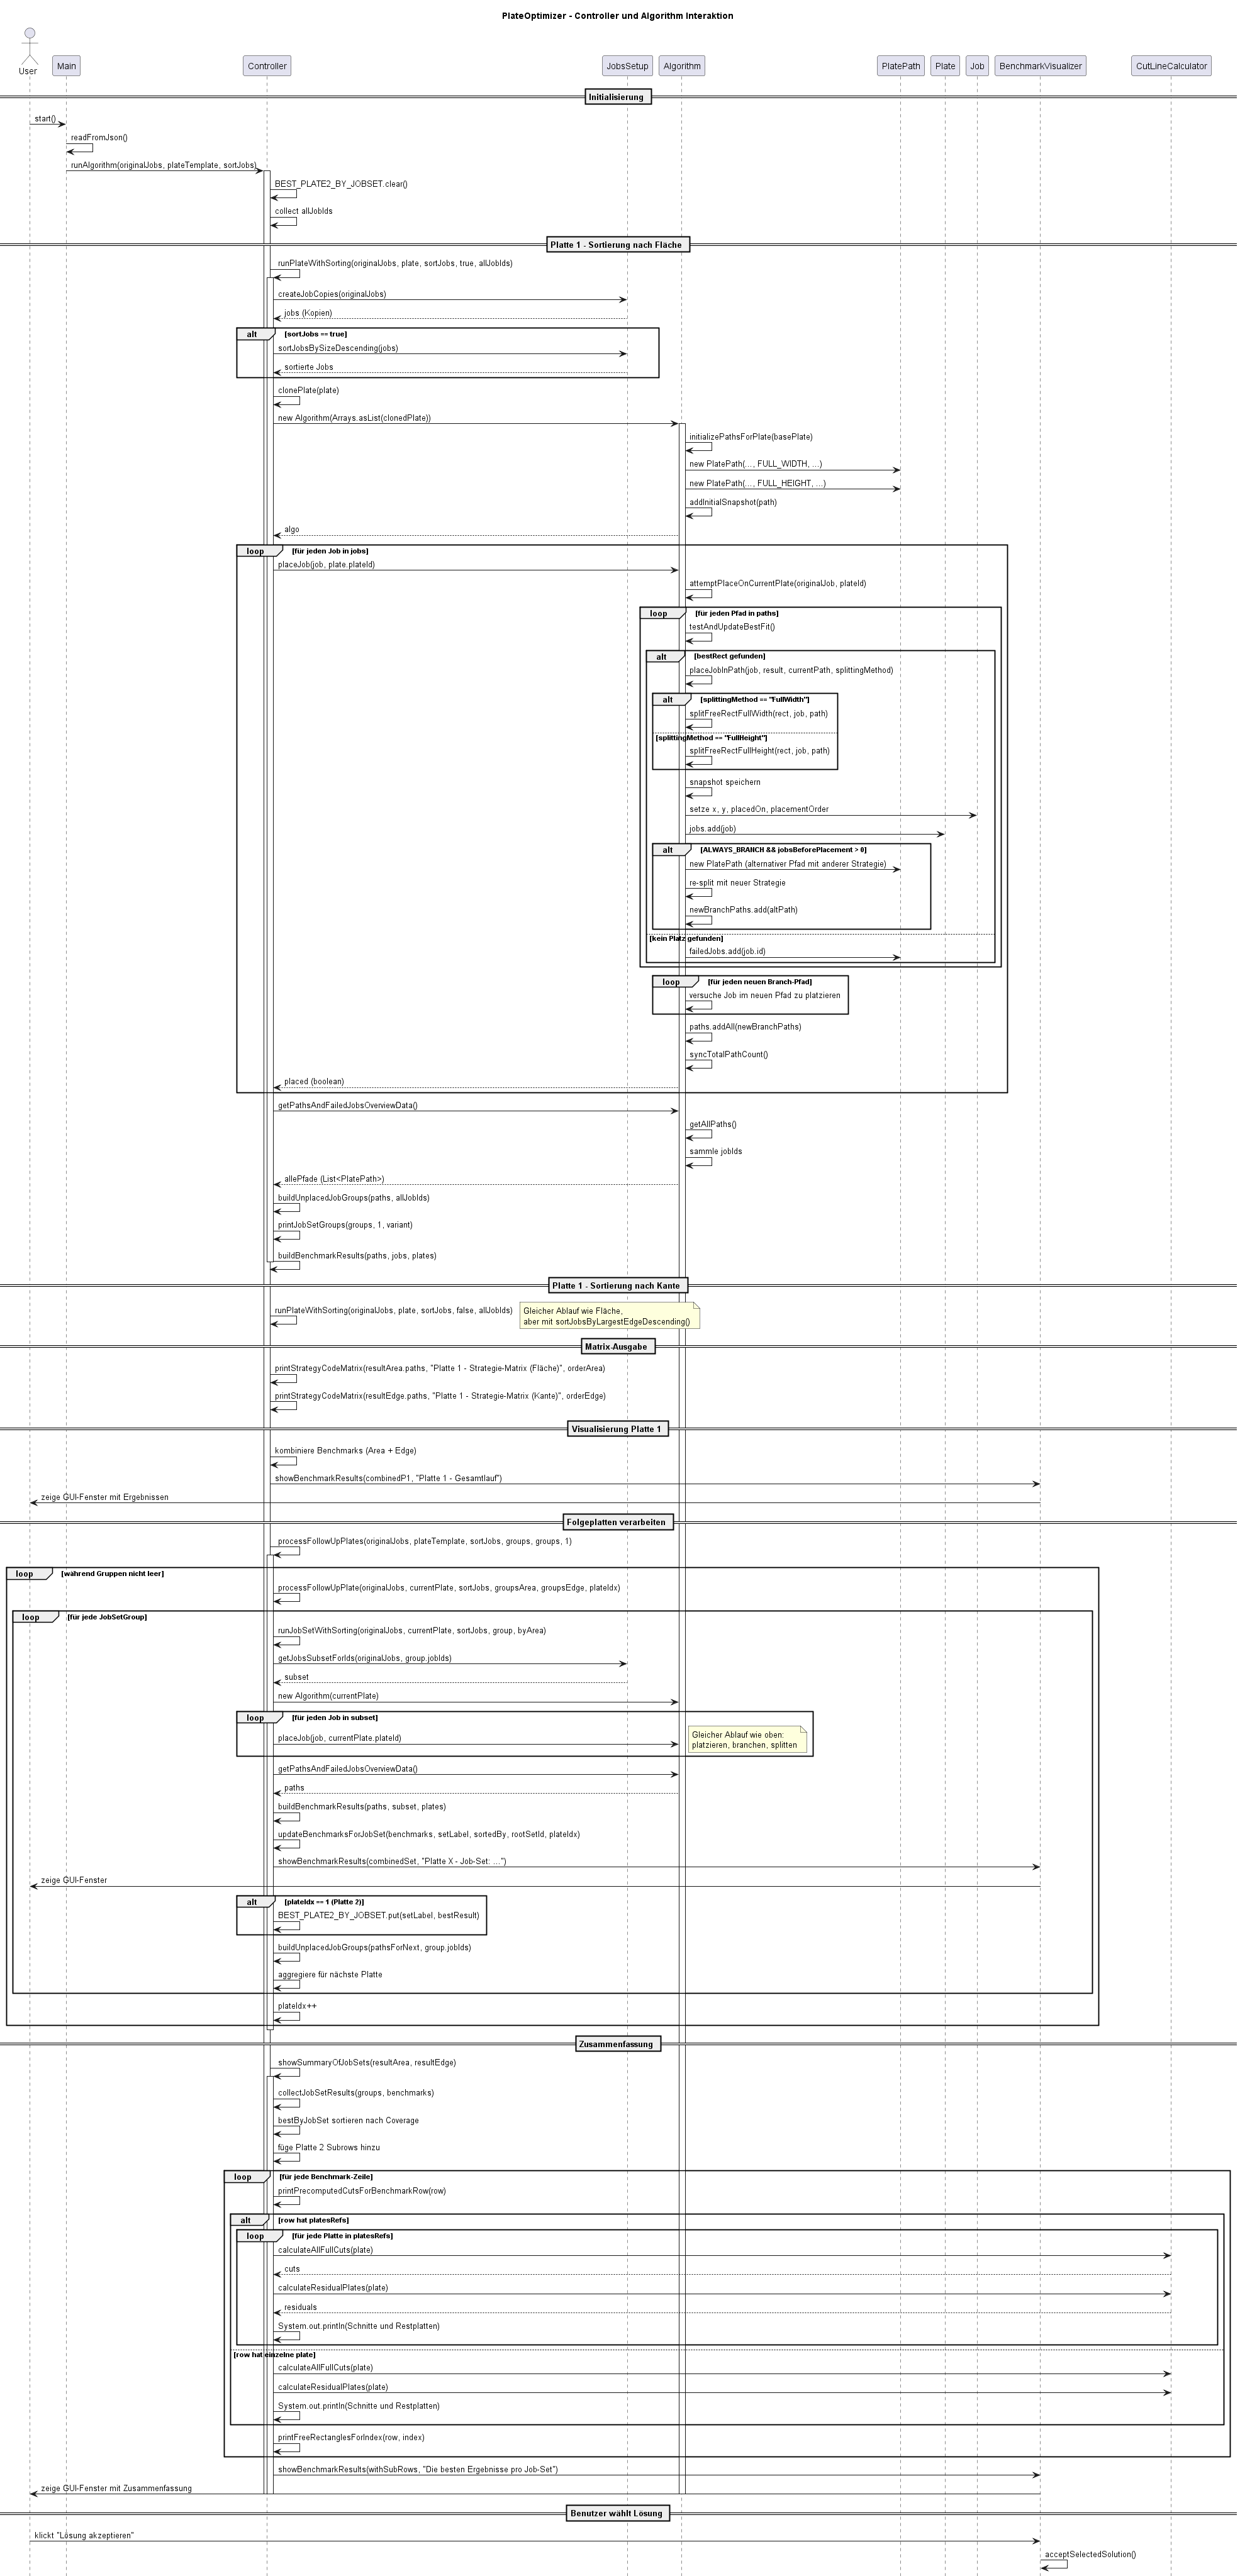 PlateOptimizer - Controller und Algorithm Interaktion
User
Main
Controller
JobsSetup
Algorithm
PlatePath
Plate
Job
BenchmarkVisualizer
CutLineCalculator
Initialisierung
start()
readFromJson()
runAlgorithm(originalJobs, plateTemplate, sortJobs)
BEST_PLATE2_BY_JOBSET.clear()
collect allJobIds
Platte 1 - Sortierung nach Fläche
runPlateWithSorting(originalJobs, plate, sortJobs, true, allJobIds)
createJobCopies(originalJobs)
jobs (Kopien)
alt [sortJobs == true]
sortJobsBySizeDescending(jobs)
sortierte Jobs
clonePlate(plate)
new Algorithm(Arrays.asList(clonedPlate))
initializePathsForPlate(basePlate)
new PlatePath(..., FULL_WIDTH, ...)
new PlatePath(..., FULL_HEIGHT, ...)
addInitialSnapshot(path)
algo
loop [für jeden Job in jobs]
placeJob(job, plate.plateId)
attemptPlaceOnCurrentPlate(originalJob, plateId)
loop [für jeden Pfad in paths]
testAndUpdateBestFit()
alt [bestRect gefunden]
placeJobInPath(job, result, currentPath, splittingMethod)
alt [splittingMethod == "FullWidth"]
splitFreeRectFullWidth(rect, job, path)
[splittingMethod == "FullHeight"]
splitFreeRectFullHeight(rect, job, path)
snapshot speichern
setze x, y, placedOn, placementOrder
jobs.add(job)
alt [ALWAYS_BRANCH && jobsBeforePlacement > 0]
new PlatePath (alternativer Pfad mit anderer Strategie)
re-split mit neuer Strategie
newBranchPaths.add(altPath)
[kein Platz gefunden]
failedJobs.add(job.id)
loop [für jeden neuen Branch-Pfad]
versuche Job im neuen Pfad zu platzieren
paths.addAll(newBranchPaths)
syncTotalPathCount()
placed (boolean)
getPathsAndFailedJobsOverviewData()
getAllPaths()
sammle jobIds
allePfade (List<PlatePath>)
buildUnplacedJobGroups(paths, allJobIds)
printJobSetGroups(groups, 1, variant)
buildBenchmarkResults(paths, jobs, plates)
Platte 1 - Sortierung nach Kante
runPlateWithSorting(originalJobs, plate, sortJobs, false, allJobIds)
Gleicher Ablauf wie Fläche,
aber mit sortJobsByLargestEdgeDescending()
Matrix-Ausgabe
printStrategyCodeMatrix(resultArea.paths, "Platte 1 - Strategie-Matrix (Fläche)", orderArea)
printStrategyCodeMatrix(resultEdge.paths, "Platte 1 - Strategie-Matrix (Kante)", orderEdge)
Visualisierung Platte 1
kombiniere Benchmarks (Area + Edge)
showBenchmarkResults(combinedP1, "Platte 1 - Gesamtlauf")
zeige GUI-Fenster mit Ergebnissen
Folgeplatten verarbeiten
processFollowUpPlates(originalJobs, plateTemplate, sortJobs, groups, groups, 1)
loop [während Gruppen nicht leer]
processFollowUpPlate(originalJobs, currentPlate, sortJobs, groupsArea, groupsEdge, plateIdx)
loop [für jede JobSetGroup]
runJobSetWithSorting(originalJobs, currentPlate, sortJobs, group, byArea)
getJobsSubsetForIds(originalJobs, group.jobIds)
subset
new Algorithm(currentPlate)
loop [für jeden Job in subset]
placeJob(job, currentPlate.plateId)
Gleicher Ablauf wie oben:
platzieren, branchen, splitten
getPathsAndFailedJobsOverviewData()
paths
buildBenchmarkResults(paths, subset, plates)
updateBenchmarksForJobSet(benchmarks, setLabel, sortedBy, rootSetId, plateIdx)
showBenchmarkResults(combinedSet, "Platte X - Job-Set: ...")
zeige GUI-Fenster
alt [plateIdx == 1 (Platte 2)]
BEST_PLATE2_BY_JOBSET.put(setLabel, bestResult)
buildUnplacedJobGroups(pathsForNext, group.jobIds)
aggregiere für nächste Platte
plateIdx++
Zusammenfassung
showSummaryOfJobSets(resultArea, resultEdge)
collectJobSetResults(groups, benchmarks)
bestByJobSet sortieren nach Coverage
füge Platte 2 Subrows hinzu
loop [für jede Benchmark-Zeile]
printPrecomputedCutsForBenchmarkRow(row)
alt [row hat platesRefs]
loop [für jede Platte in platesRefs]
calculateAllFullCuts(plate)
cuts
calculateResidualPlates(plate)
residuals
System.out.println(Schnitte und Restplatten)
[row hat einzelne plate]
calculateAllFullCuts(plate)
calculateResidualPlates(plate)
System.out.println(Schnitte und Restplatten)
printFreeRectanglesForIndex(row, index)
showBenchmarkResults(withSubRows, "Die besten Ergebnisse pro Job-Set")
zeige GUI-Fenster mit Zusammenfassung
Benutzer wählt Lösung
klickt "Lösung akzeptieren"
acceptSelectedSolution()